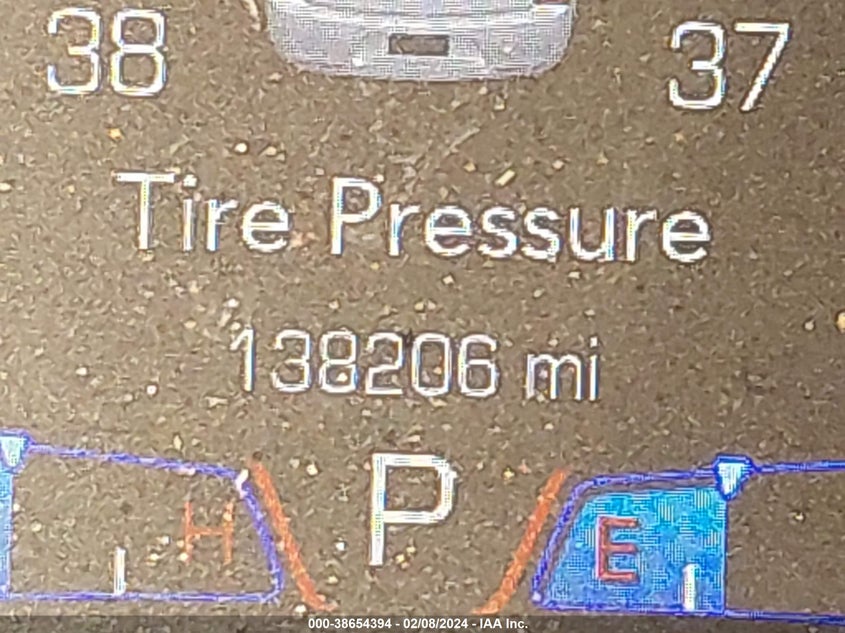 38 37
Tire Pressure
138206 mi
P
H E
000-38654394 - 02/08/2024 - IAA Inc.